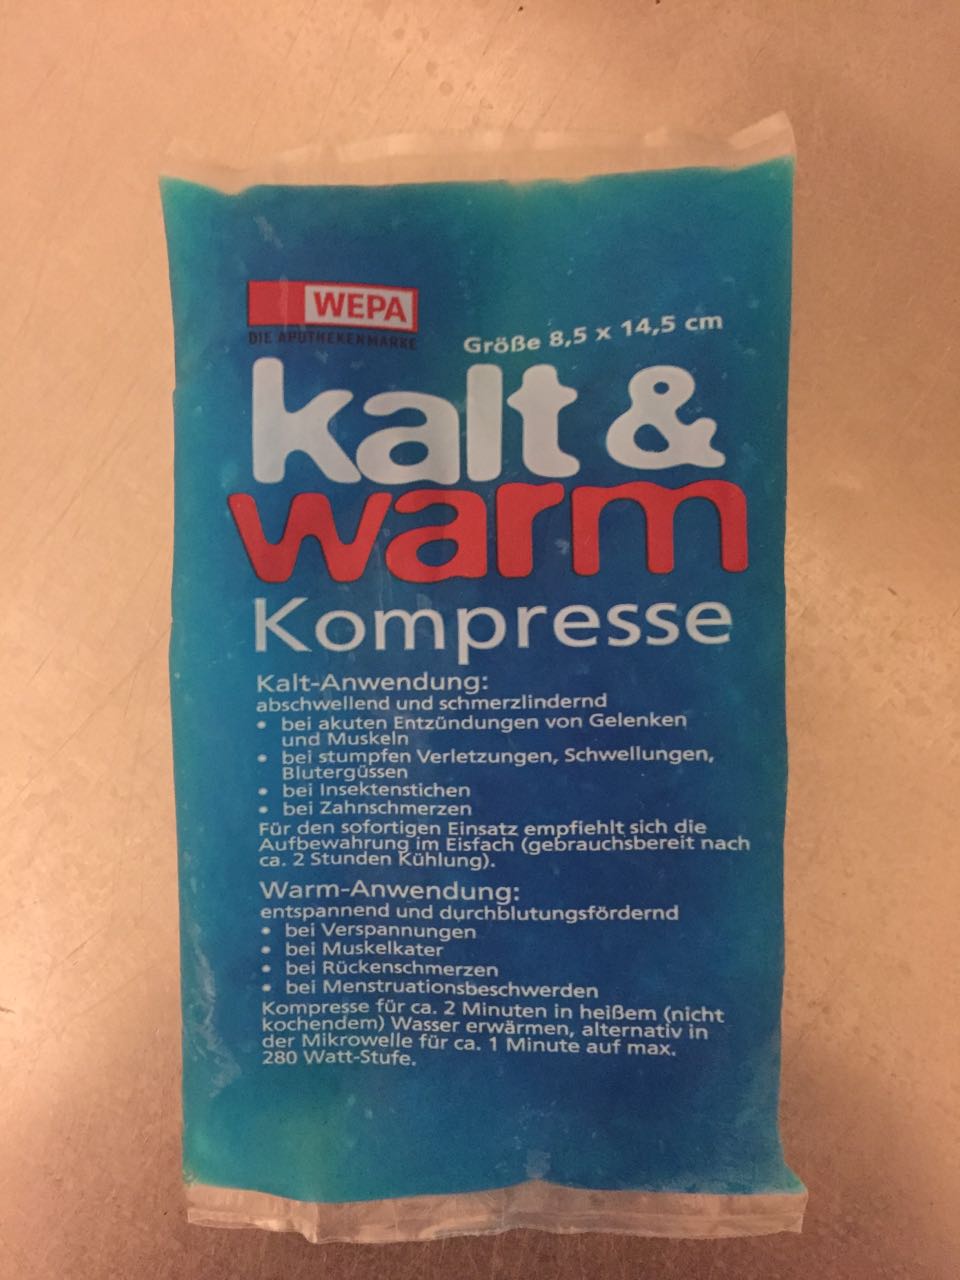 WEPA
DIE APOTHEKENMARKE
Größe 8,5 x 14,5 cm
kalt &
warm
Kompresse
Kalt-Anwendung:
abschwellend und schmerzlindernd
• bei akuten Entzündungen von Gelenken
und Muskeln
• bei stumpfen Verletzungen, Schwellungen,
Blutergüssen
• bei Insektenstichen
• bei Zahnschmerzen
Für den sofortigen Einsatz empfiehlt sich die
Aufbewahrung im Eisfach (gebrauchsbereit nach
ca. 2 Stunden Kühlung).
Warm-Anwendung:
entspannend und durchblutungsfördernd
• bei Verspannungen
• bei Muskelkater
• bei Rückenschmerzen
• bei Menstruationsbeschwerden
Kompresse für ca. 2 Minuten in heißem (nicht
kochendem) Wasser erwärmen, alternativ in
der Mikrowelle für ca. 1 Minute auf max.
280 Watt-Stufe.